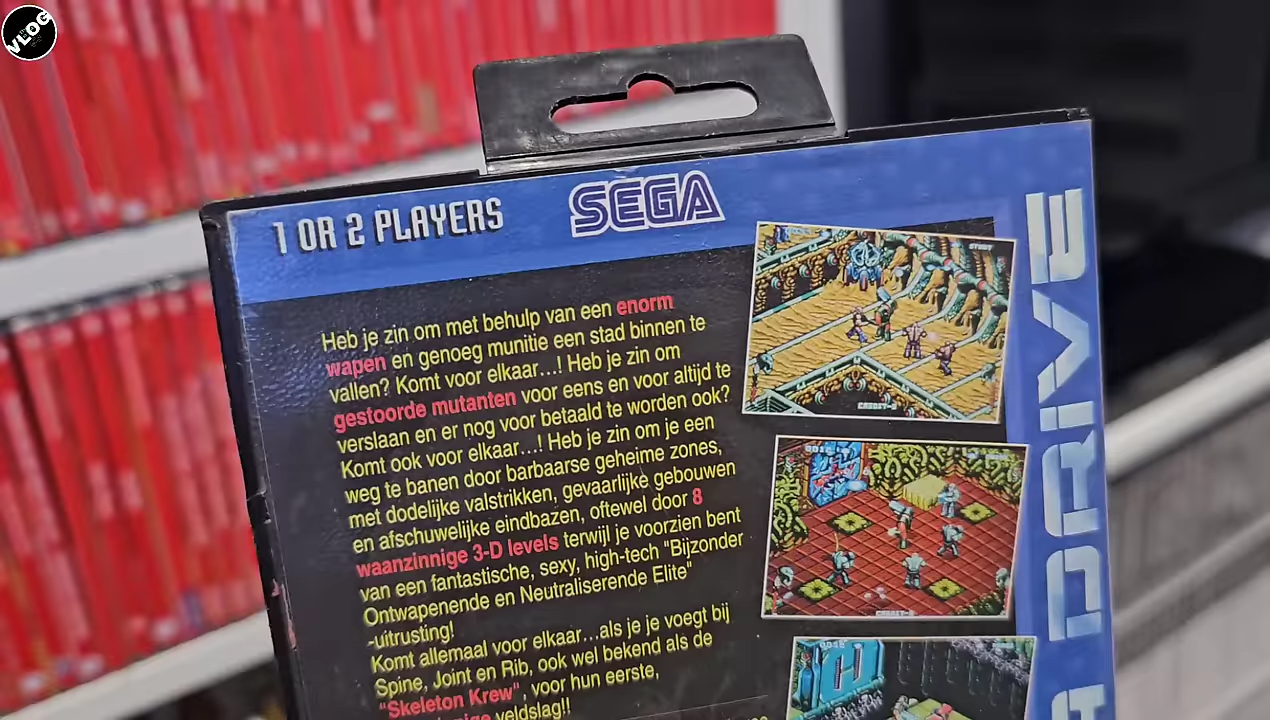 VLOG
1 OR 2 PLAYERS
SEGA
Heb je zin om met behulp van een enorm
wapen en genoeg munitie een stad binnen te
vallen? Komt voor elkaar...! Heb je zin om
gestoorde mutanten voor eens en voor altijd te
verslaan en er nog voor betaald te worden ook?
Komt ook voor elkaar...! Heb je zin om je een
weg te banen door barbaarse geheime zones,
met dodelijke valstrikken, gevaarlijke gebouwen
en afschuwelijke eindbazen, oftewel door 8
waanzinnige 3-D levels terwijl je voorzien bent
van een fantastische, sexy, high-tech "Bijzonder
Ontwapenende en Neutraliserende Elite"
-uitrusting!
Komt allemaal voor elkaar...als je je voegt bij
Spine, Joint en Rib, ook wel bekend als de
"Skeleton Krew", voor hun eerste,
veldslag!!
A DRIVE